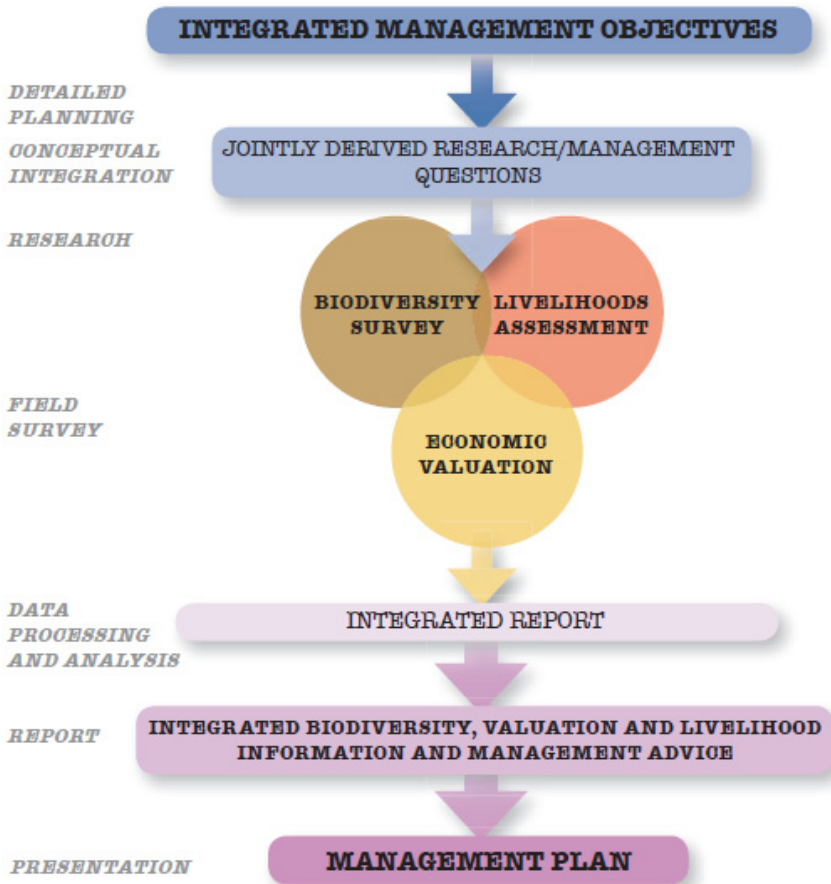 INTEGRATED MANAGEMENT OBJECTIVES
DETAILED
PLANNING
CONCEPTUAL
INTEGRATION
JOINTLY DERIVED RESEARCH/MANAGEMENT
QUESTIONS
RESEARCH
BIODIVERSITY
SURVEY
LIVELIHOODS
ASSESSMENT
FIELD
SURVEY
ECONOMIC
VALUATION
DATA
PROCESSING
AND ANALYSIS
INTEGRATED REPORT
REPORT
INTEGRATED BIODIVERSITY, VALUATION AND LIVELIHOOD
INFORMATION AND MANAGEMENT ADVICE
PRESENTATION
MANAGEMENT PLAN